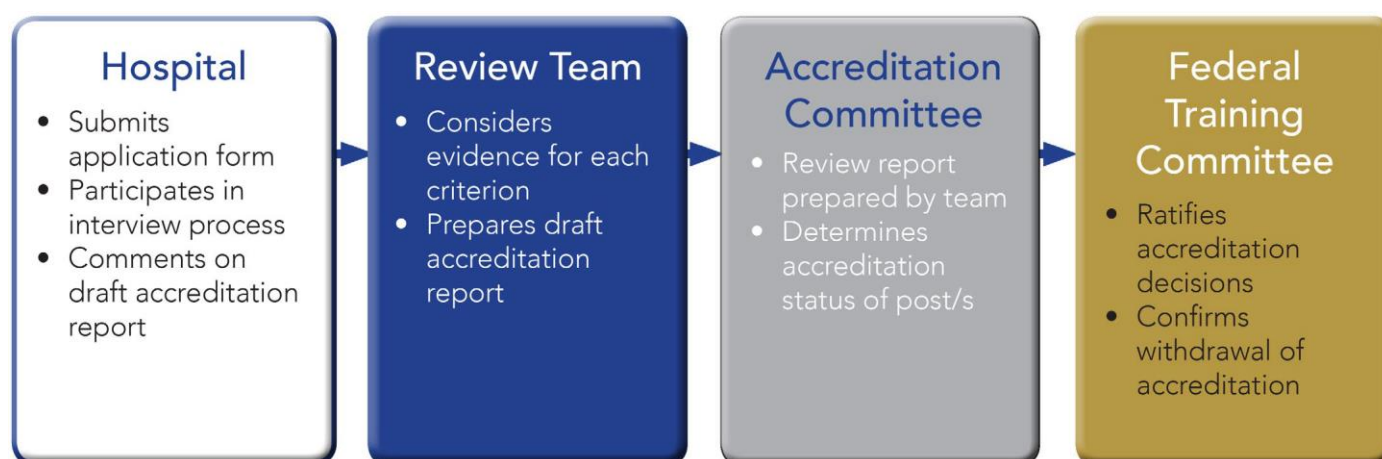 Hospital
• Submits
application form
• Participates in
interview process
• Comments on
draft accreditation
report
Review Team
• Considers
evidence for each
criterion
• Prepares draft
accreditation
report
Accreditation
Committee
• Review report
prepared by team
• Determines
accreditation
status of post/s
Federal
Training
Committee
• Ratifies
accreditation
decisions
• Confirms
withdrawal of
accreditation